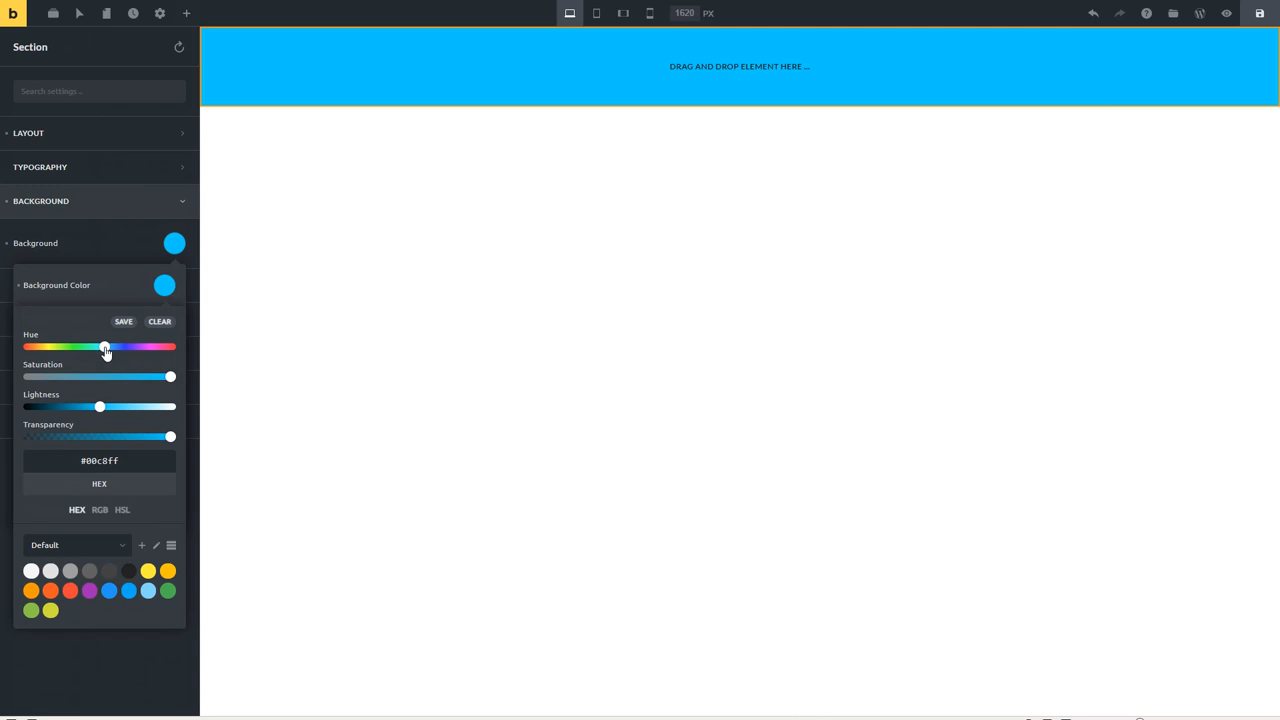 b
1620 PX
Section
Search settings ..
DRAG AND DROP ELEMENT HERE ...
LAYOUT
TYPOGRAPHY
BACKGROUND
Background
Background Color
SAVE CLEAR
Hue
Saturation
Lightness
Transparency
#00c8ff
HEX
HEX RGB HSL
Default